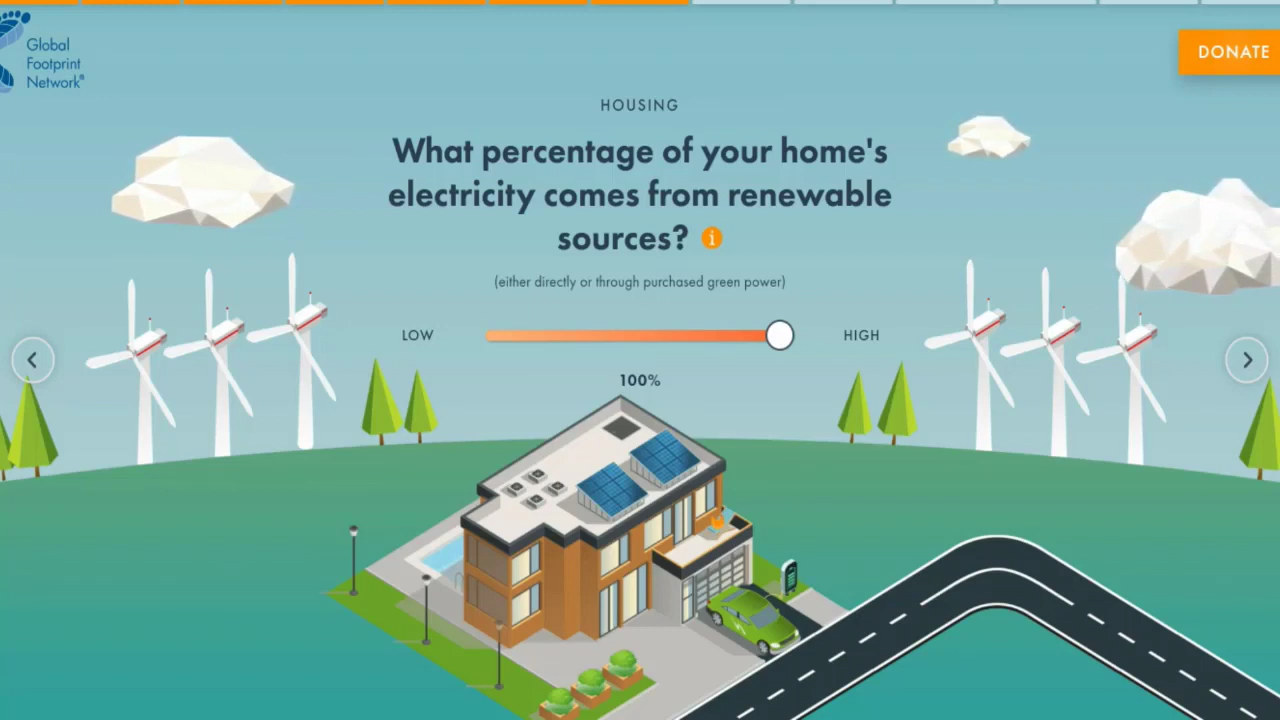 Global
Footprint
Network®
DONATE
HOUSING
What percentage of your home's
electricity comes from renewable
sources? i
(either directly or through purchased green power)
LOW
HIGH
100%